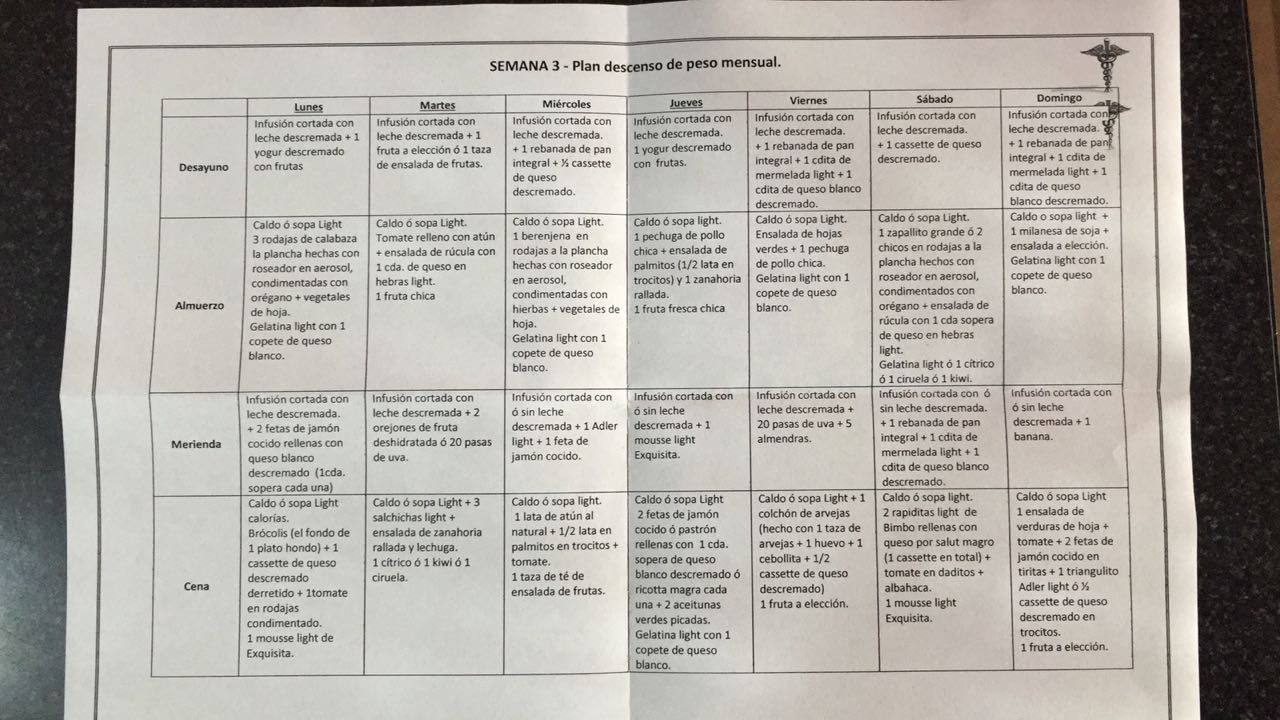 SEMANA 3 - Plan descenso de peso mensual.
Lunes
Martes
Miércoles
Jueves
Viernes
Sábado
Domingo
Desayuno
Infusión cortada con
leche descremada + 1
yogur descremado
con frutas
Infusión cortada con
leche descremada + 1
fruta a elección ó 1 taza
de ensalada de frutas.
Infusión cortada con
leche descremada.
+ 1 rebanada de pan
integral + ½ cassette
de queso
descremado.
Infusión cortada con
leche descremada.
1 yogur descremado
con frutas.
Infusión cortada con
leche descremada.
+ 1 rebanada de pan
integral + 1 cdita de
mermelada light + 1
cdita de queso blanco
descremado.
Infusión cortada con
leche descremada.
+ 1 cassette de queso
descremado.
Infusión cortada con
leche descremada.
+ 1 rebanada de pan
integral + 1 cdita de
mermelada light + 1
cdita de queso
blanco descremado.
Almuerzo
Caldo ó sopa Light
3 rodajas de calabaza
a la plancha hechas con
roseador en aerosol,
condimentadas con
orégano + vegetales
de hoja.
Gelatina light con 1
copete de queso
blanco.
Caldo ó sopa Light.
Tomate relleno con atún
+ ensalada de rúcula con
1 cda. de queso en
hebras light.
1 fruta chica
Caldo ó sopa Light.
1 berenjena en
rodajas a la plancha
hechas con roseador
en aerosol,
condimentadas con
hierbas + vegetales de
hoja.
Gelatina light con 1
copete de queso
blanco.
Caldo ó sopa light.
1 pechuga de pollo
chica + ensalada de
palmitos (1/2 lata en
trocitos) y 1 zanahoria
rallada.
1 fruta fresca chica
Caldo ó sopa Light.
Ensalada de hojas
verdes + 1 pechuga
de pollo chica.
Gelatina light con 1
copete de queso
blanco.
Caldo ó sopa Light.
1 zapallito grande ó 2
chicos en rodajas a la
plancha hechos con
roseador en aerosol,
condimentados con
orégano + ensalada de
rúcula con 1 cda sopera
de queso en hebras
light.
Gelatina light ó 1 cítrico
ó 1 ciruela ó 1 kiwi.
Caldo o sopa light +
1 milanesa de soja +
ensalada a elección.
Gelatina light con 1
copete de queso
blanco.
Merienda
Infusión cortada con
leche descremada.
+ 2 fetas de jamón
cocido rellenas con
queso blanco
descremado (1cda.
sopera cada una)
Infusión cortada con
leche descremada + 2
orejones de fruta
deshidratada ó 20 pasas
de uva.
Infusión cortada con
ó sin leche
descremada + 1 Adler
light + 1 feta de
jamón cocido.
Infusión cortada con
ó sin leche
descremada + 1
mousse light
Exquisita.
Infusión cortada con
leche descremada +
20 pasas de uva + 5
almendras.
Infusión cortada con ó
sin leche descremada.
+ 1 rebanada de pan
integral + 1 cdita de
mermelada light + 1
cdita de queso blanco
descremado.
Infusión cortada con
ó sin leche
descremada + 1
banana.
Cena
Caldo ó sopa Light
calorías.
Brócolis (el fondo de
1 plato hondo) + 1
cassette de queso
descremado
derretido + 1tomate
en rodajas
condimentado.
1 mousse light de
Exquisita.
Caldo ó sopa Light + 3
salchichas light +
ensalada de zanahoria
rallada y lechuga.
1 cítrico ó 1 kiwi ó 1
ciruela.
Caldo ó sopa light.
1 lata de atún al
natural + 1/2 lata en
palmitos en trocitos +
tomate.
1 taza de té de
ensalada de frutas.
Caldo ó sopa Light
2 fetas de jamón
cocido ó pastrón
rellenas con 1 cda.
sopera de queso
blanco descremado ó
ricotta magra cada
una + 2 aceitunas
verdes picadas.
Gelatina light con 1
copete de queso
blanco.
Caldo ó sopa Light + 1
colchón de arvejas
(hecho con 1 taza de
arvejas + 1 huevo + 1
cebollita + 1/2
cassette de queso
descremado)
1 fruta a elección.
Caldo ó sopa light.
2 rapiditas light de
Bimbo rellenas con
queso por salut magro
(1 cassette en total) +
tomate en daditos +
albahaca.
1 mousse light
Exquisita.
Caldo ó sopa Light
1 ensalada de
verduras de hoja +
tomate + 2 fetas de
jamón cocido en
tiritas + 1 triangulito
Adler light ó ½
cassette de queso
descremado en
trocitos.
1 fruta a elección.